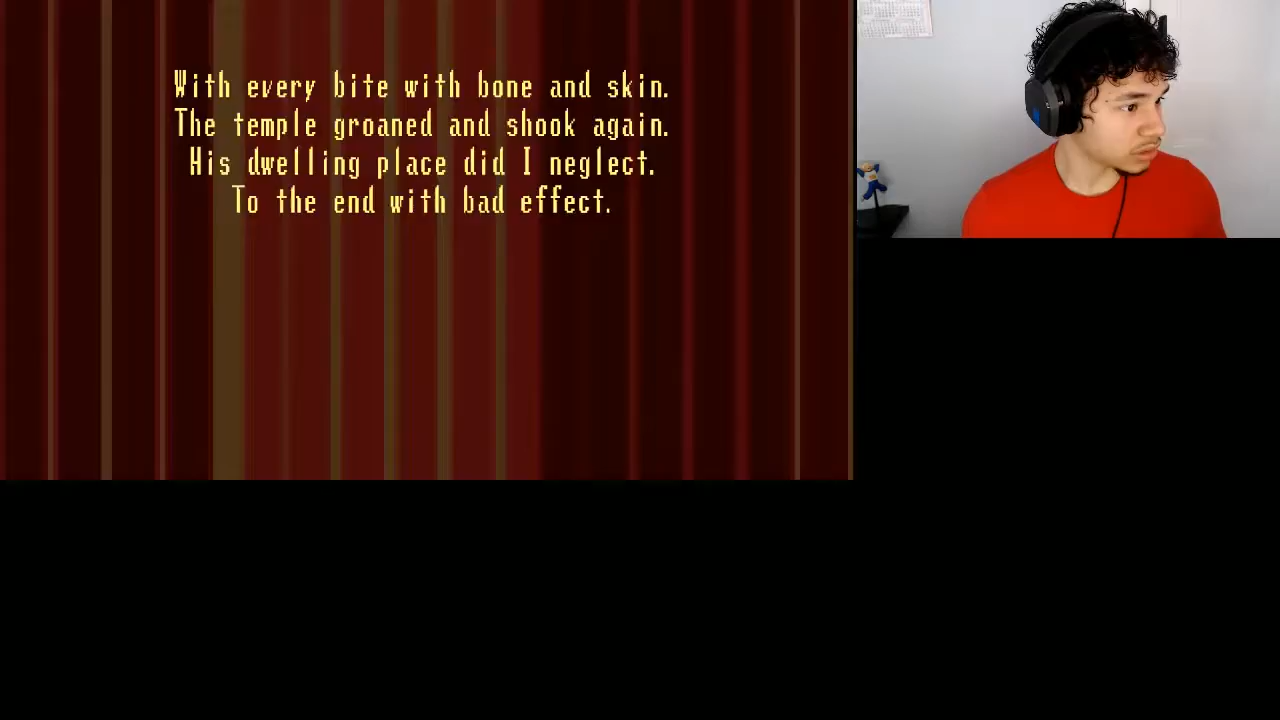 With every bite with bone and skin.
The temple groaned and shook again.
His dwelling place did I neglect.
To the end with bad effect.